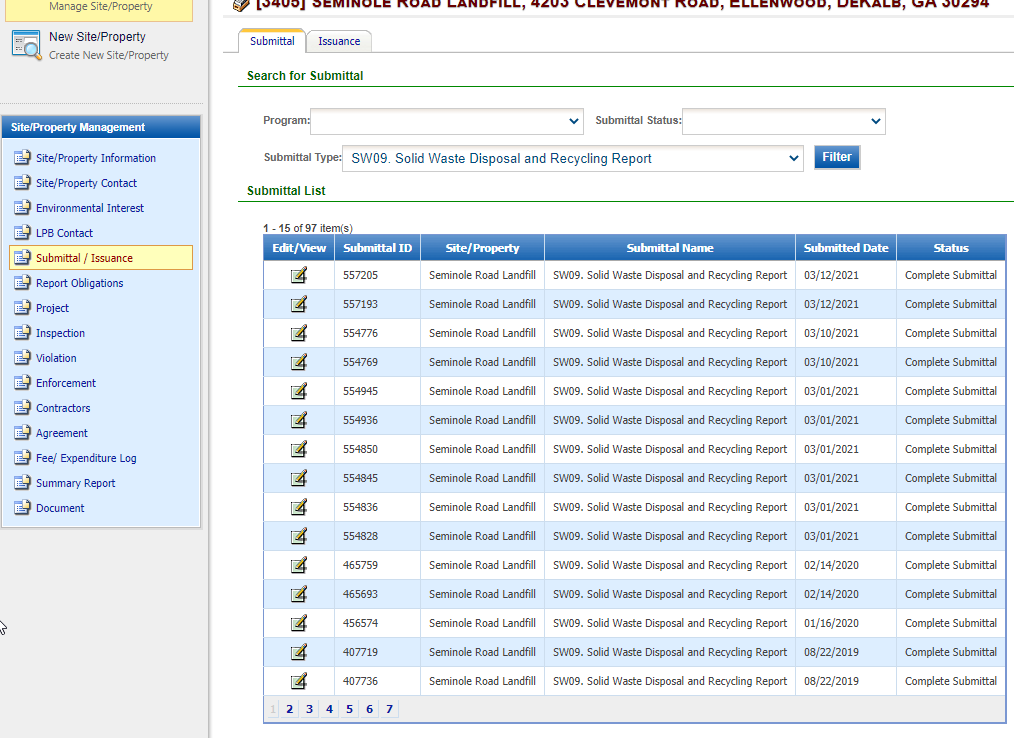 Manage Site/Property
New Site/Property
Create New Site/Property
Site/Property Management
Site/Property Information
Site/Property Contact
Environmental Interest
LPB Contact
Submittal / Issuance
Report Obligations
Project
Inspection
Violation
Enforcement
Contractors
Agreement
Fee/ Expenditure Log
Summary Report
Document
[3405] SEMINOLE ROAD LANDFILL, 4203 CLEVEMONT ROAD, ELLENWOOD, DEKALB, GA 30294
Submittal Issuance
Search for Submittal
Program: Submittal Status:
Submittal Type: SW09. Solid Waste Disposal and Recycling Report Filter
Submittal List
1 - 15 of 97 item(s)
Edit/View Submittal ID Site/Property Submittal Name Submitted Date Status
557205 Seminole Road Landfill SW09. Solid Waste Disposal and Recycling Report 03/12/2021 Complete Submittal
557193 Seminole Road Landfill SW09. Solid Waste Disposal and Recycling Report 03/12/2021 Complete Submittal
554776 Seminole Road Landfill SW09. Solid Waste Disposal and Recycling Report 03/10/2021 Complete Submittal
554769 Seminole Road Landfill SW09. Solid Waste Disposal and Recycling Report 03/10/2021 Complete Submittal
554945 Seminole Road Landfill SW09. Solid Waste Disposal and Recycling Report 03/01/2021 Complete Submittal
554936 Seminole Road Landfill SW09. Solid Waste Disposal and Recycling Report 03/01/2021 Complete Submittal
554850 Seminole Road Landfill SW09. Solid Waste Disposal and Recycling Report 03/01/2021 Complete Submittal
554845 Seminole Road Landfill SW09. Solid Waste Disposal and Recycling Report 03/01/2021 Complete Submittal
554836 Seminole Road Landfill SW09. Solid Waste Disposal and Recycling Report 03/01/2021 Complete Submittal
554828 Seminole Road Landfill SW09. Solid Waste Disposal and Recycling Report 03/01/2021 Complete Submittal
465759 Seminole Road Landfill SW09. Solid Waste Disposal and Recycling Report 02/14/2020 Complete Submittal
465693 Seminole Road Landfill SW09. Solid Waste Disposal and Recycling Report 02/14/2020 Complete Submittal
456574 Seminole Road Landfill SW09. Solid Waste Disposal and Recycling Report 01/16/2020 Complete Submittal
407719 Seminole Road Landfill SW09. Solid Waste Disposal and Recycling Report 08/22/2019 Complete Submittal
407736 Seminole Road Landfill SW09. Solid Waste Disposal and Recycling Report 08/22/2019 Complete Submittal
1 2 3 4 5 6 7